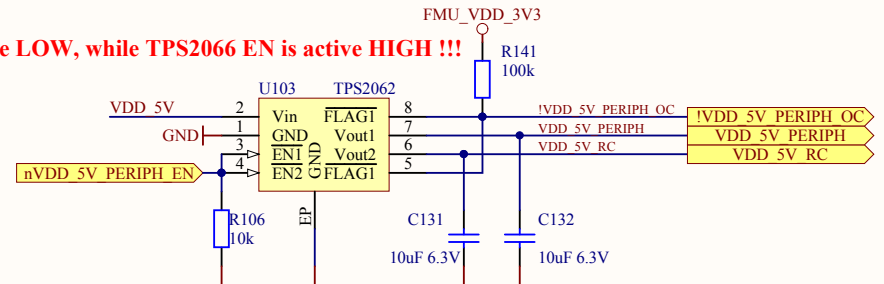 FMU_VDD_3V3
e LOW, while TPS2066 EN is active HIGH !!!
R141
100k
U103 TPS2062
VDD_5V 2 Vin FLAG1 8 !VDD_5V_PERIPH_OC !VDD_5V_PERIPH_OC
GND 1 GND Vout1 7 VDD_5V_PERIPH VDD_5V_PERIPH
3 EN1 GND Vout2 6 VDD_5V_RC VDD_5V_RC
nVDD_5V_PERIPH_EN 4 EN2 FLAG1 5
R106 EP C131 C132
10k
10uF 6.3V 10uF 6.3V